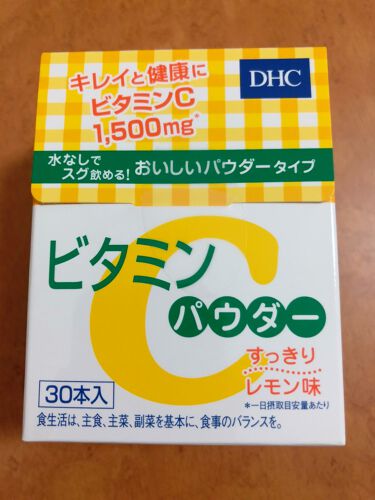 キレイと健康に
ビタミンC
1,500mg*
DHC
水なしで
スグ飲める!
おいしいパウダータイプ
ビタミン
C
パウダー
すっきり
レモン味
30本入
*一日摂取目安量あたり
食生活は、主食、主菜、副菜を基本に、食事のバランスを。